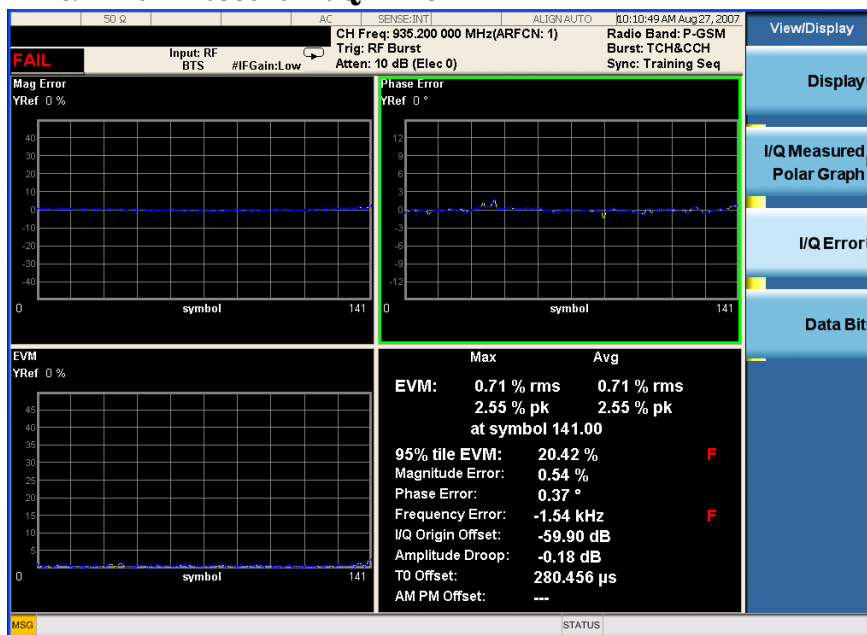 50 Ω AC SENSE:INT ALIGN AUTO 10:10:49 AM Aug 27, 2007
CH Freq: 935.200 000 MHz(ARFCN: 1) Radio Band: P-GSM
FAIL Input: RF Trig: RF Burst Burst: TCH&CCH
BTS #IFGain:Low Atten: 10 dB (Elec 0) Sync: Training Seq
Mag Error
YRef 0 %
40
30
20
10
0
-10
-20
-30
-40
0 symbol 141
Phase Error
YRef 0 °
12
9
6
3
0
-3
-6
-9
-12
0 symbol 141
EVM
YRef 0 %
45
40
35
30
25
20
15
10
5
0 symbol 141
Max Avg
EVM: 0.71 % rms 0.71 % rms
2.55 % pk 2.55 % pk
at symbol 141.00
95% tile EVM: 20.42 % F
Magnitude Error: 0.54 %
Phase Error: 0.37 °
Frequency Error: -1.54 kHz F
I/Q Origin Offset: -59.90 dB
Amplitude Droop: -0.18 dB
T0 Offset: 280.456 µs
AM PM Offset: ---
View/Display
Display
I/Q Measured
Polar Graph
I/Q Error
Data Bit
MSG STATUS